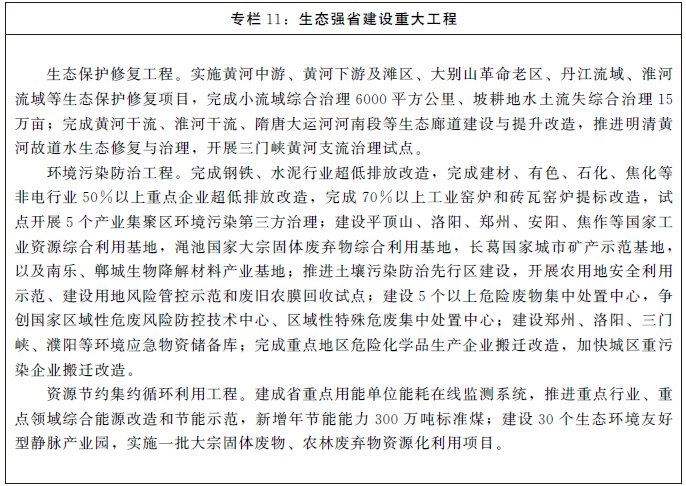 专栏 11：生态强省建设重大工程
生态保护修复工程。实施黄河中游、黄河下游及滩区、大别山革命老区、丹江流域、淮河
流域等生态保护修复项目，完成小流域综合治理 6000 平方公里、坡耕地水土流失综合治理 15
万亩；完成黄河干流、淮河干流、隋唐大运河河南段等生态廊道建设与提升改造，推进明清黄
河故道水生态修复与治理，开展三门峡黄河支流治理试点。
环境污染防治工程。完成钢铁、水泥行业超低排放改造，完成建材、有色、石化、焦化等
非电行业 50%以上重点企业超低排放改造，完成 70%以上工业窑炉和砖瓦窑炉提标改造，试
点开展 5 个产业集聚区环境污染第三方治理；建设平顶山、洛阳、郑州、安阳、焦作等国家工
业资源综合利用基地，渑池国家大宗固体废弃物综合利用基地，长葛国家城市矿产示范基地，
以及南乐、郸城生物降解材料产业基地；推进土壤污染防治先行区建设，开展农用地安全利用
示范、建设用地风险管控示范和废旧农膜回收试点；建设 5 个以上危险废物集中处置中心，争
创国家区域性危废风险防控技术中心、区域性特殊危废集中处置中心；建设郑州、洛阳、三门
峡、濮阳等环境应急物资储备库；完成重点地区危险化学品生产企业搬迁改造，加快城区重污
染企业搬迁改造。
资源节约集约循环利用工程。建成省重点用能单位能耗在线监测系统，推进重点行业、重
点领域综合能源改造和节能示范，新增年节能能力 300 万吨标准煤；建设 30 个生态环境友好
型静脉产业园，实施一批大宗固体废物、农林废弃物资源化利用项目。